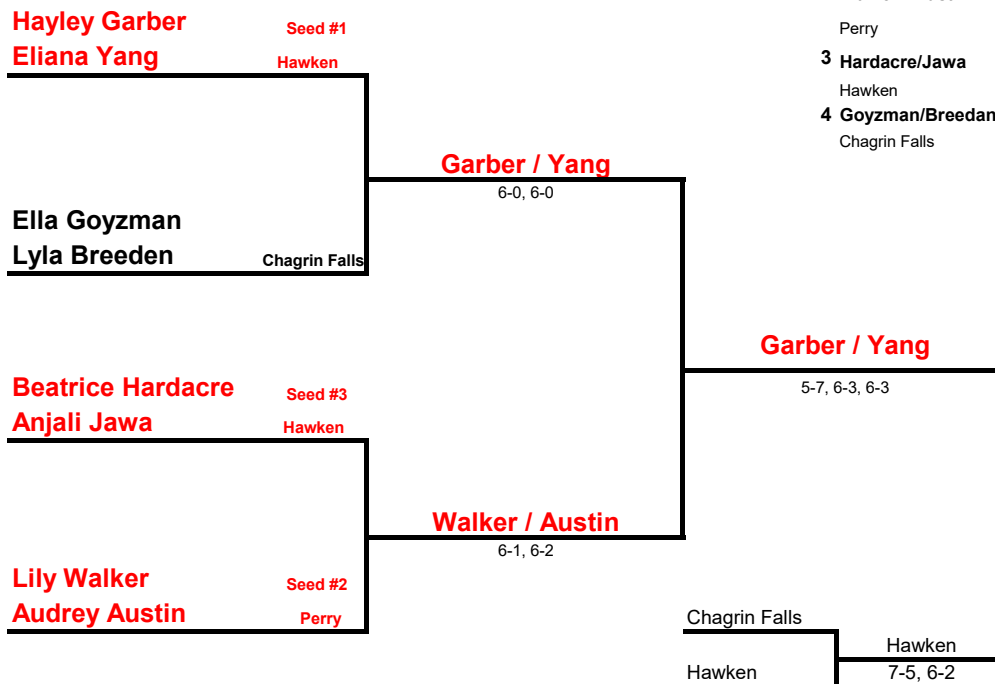 Hayley Garber Seed #1
Eliana Yang Hawken
Perry
3 Hardacre/Jawa
Hawken
4 Goyzman/Breedan
Chagrin Falls
Garber / Yang
6-0, 6-0
Ella Goyzman
Lyla Breeden Chagrin Falls
Garber / Yang
5-7, 6-3, 6-3
Beatrice Hardacre Seed #3
Anjali Jawa Hawken
Walker / Austin
6-1, 6-2
Lily Walker Seed #2
Audrey Austin Perry
Chagrin Falls
Hawken
Hawken 7-5, 6-2